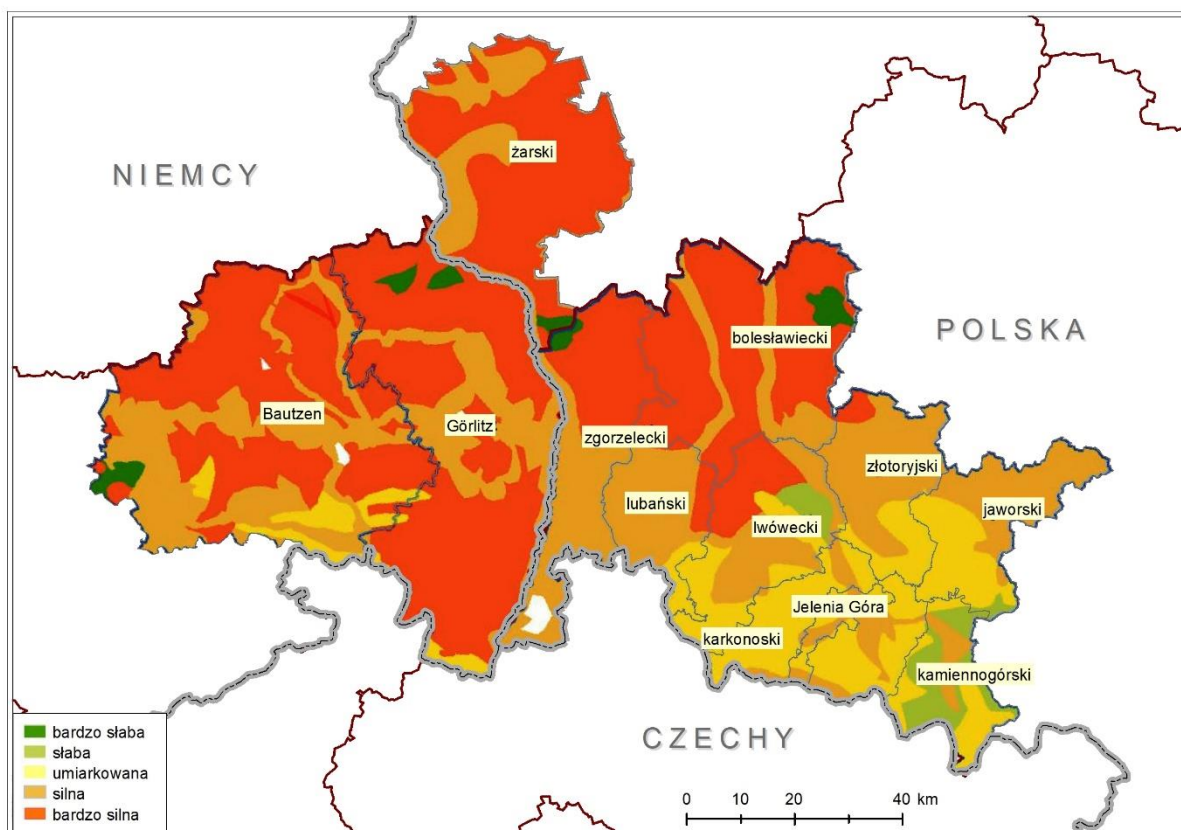 NIEMCY
żarski
bolesławiecki
POLSKA
Bautzen
Görlitz
zgorzelecki
złotoryjski
lubański
jaworski
lwówecki
Jelenia Góra
karkonoski
kamiennogórski
CZECHY
bardzo słaba
słaba
umiarkowana
silna
bardzo silna
0 10 20 40 km